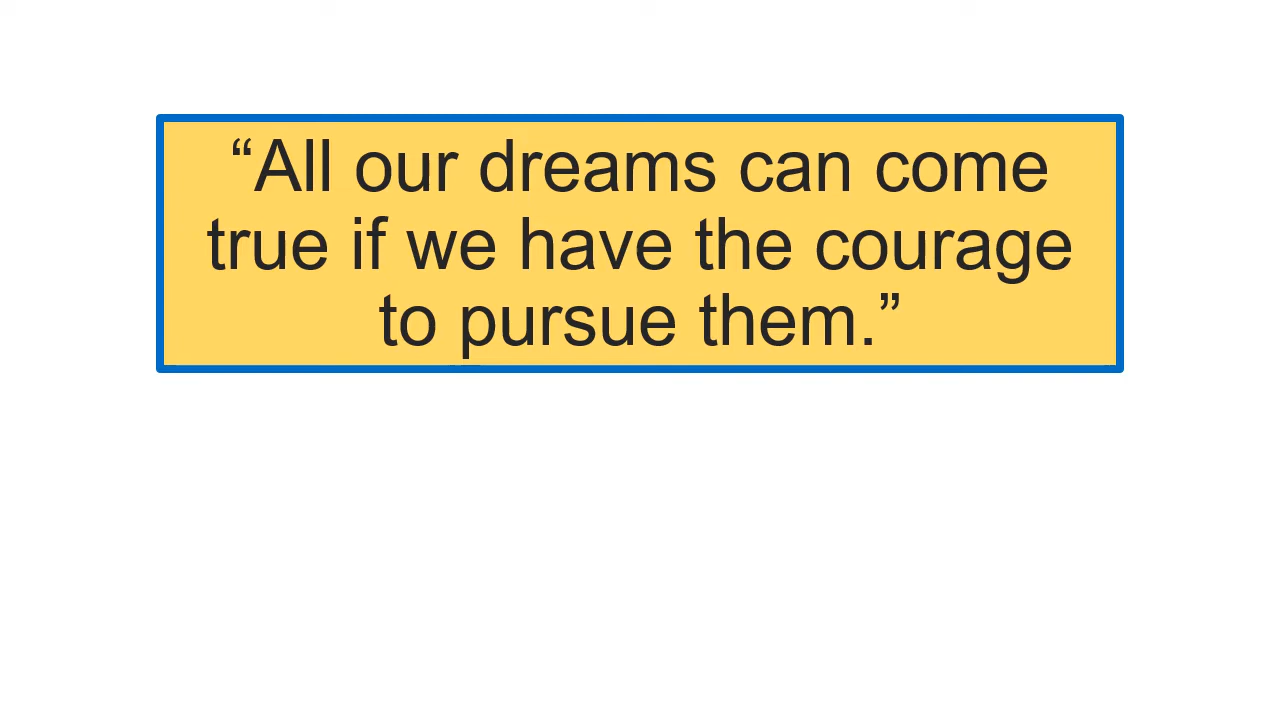 “All our dreams can come
true if we have the courage
to pursue them.”